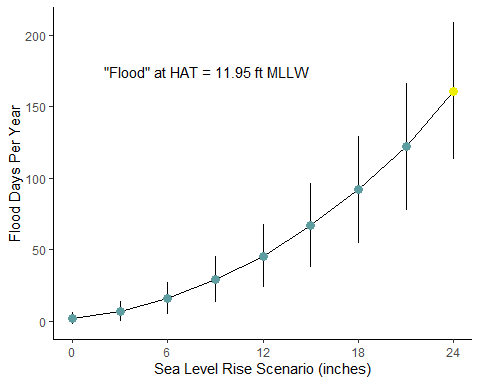 200
"Flood" at HAT = 11.95 ft MLLW
150
100
50
0
Flood Days Per Year
0 6 12 18 24
Sea Level Rise Scenario (inches)